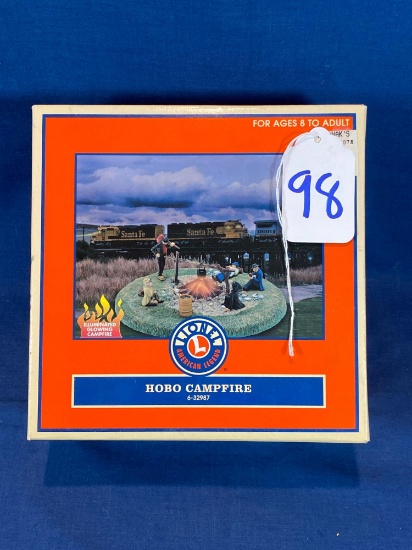 FOR AGES 8 TO ADULT
98
Santa Fe
Santa Fe
ILLUMINATED
GLOWING
CAMPFIRE
LIONEL
L
AMERICAN LEGEND
HOBO CAMPFIRE
6-32987